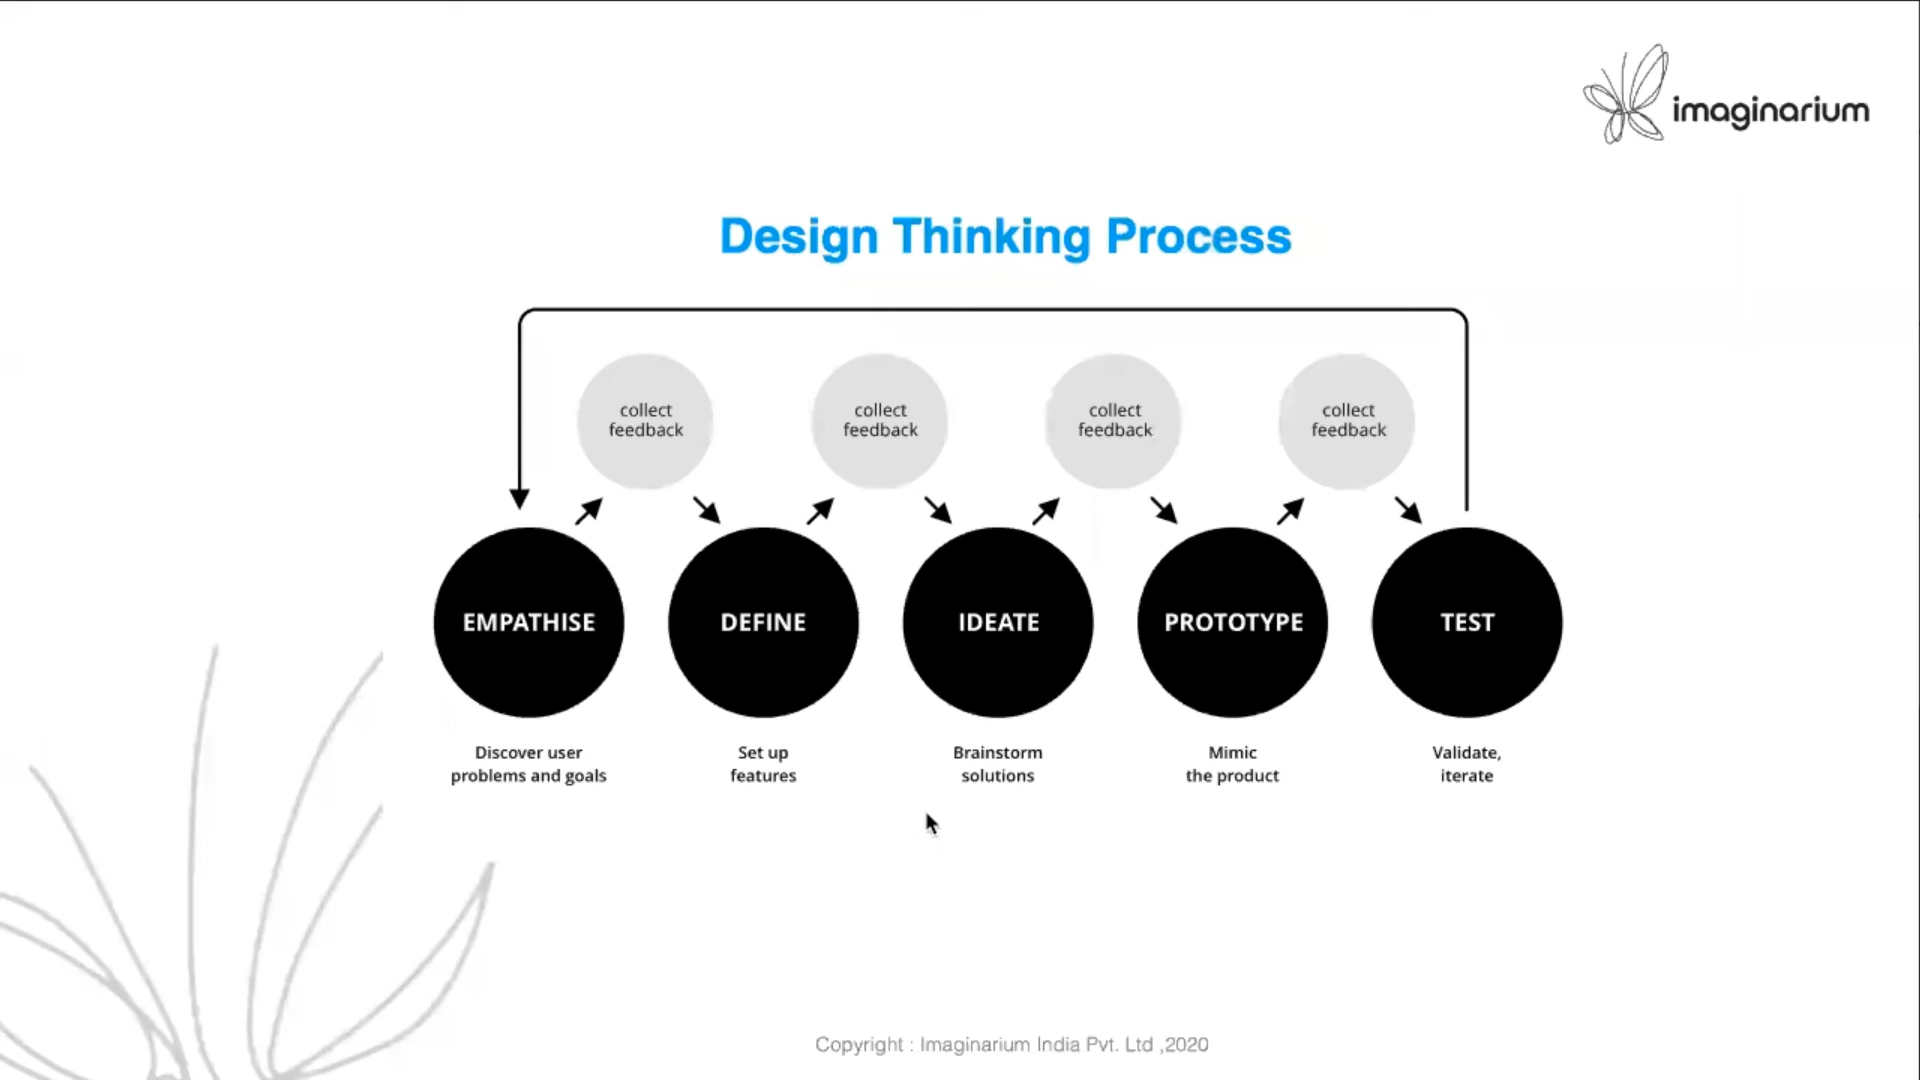 imaginarium
Design Thinking Process
collect
feedback
collect
feedback
collect
feedback
collect
feedback
EMPATHISE
DEFINE
IDEATE
PROTOTYPE
TEST
Discover user
problems and goals
Set up
features
Brainstorm
solutions
Mimic
the product
Validate,
iterate
Copyright : Imaginarium India Pvt. Ltd ,2020